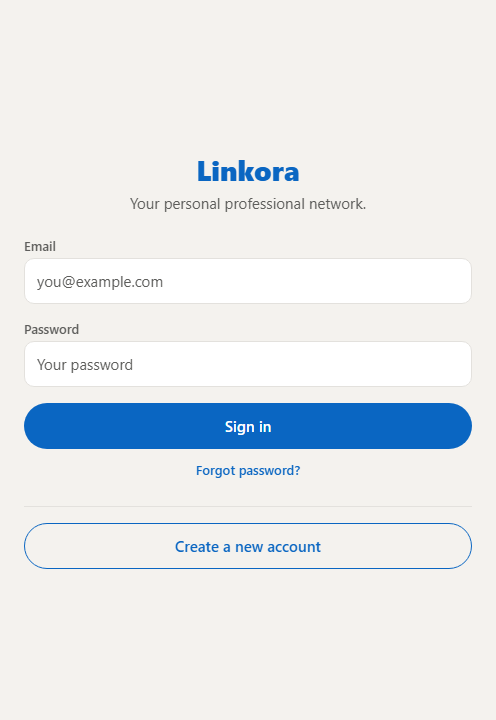 Linkora
Your personal professional network.
Email
you@example.com
Password
Your password
Sign in
Forgot password?
Create a new account